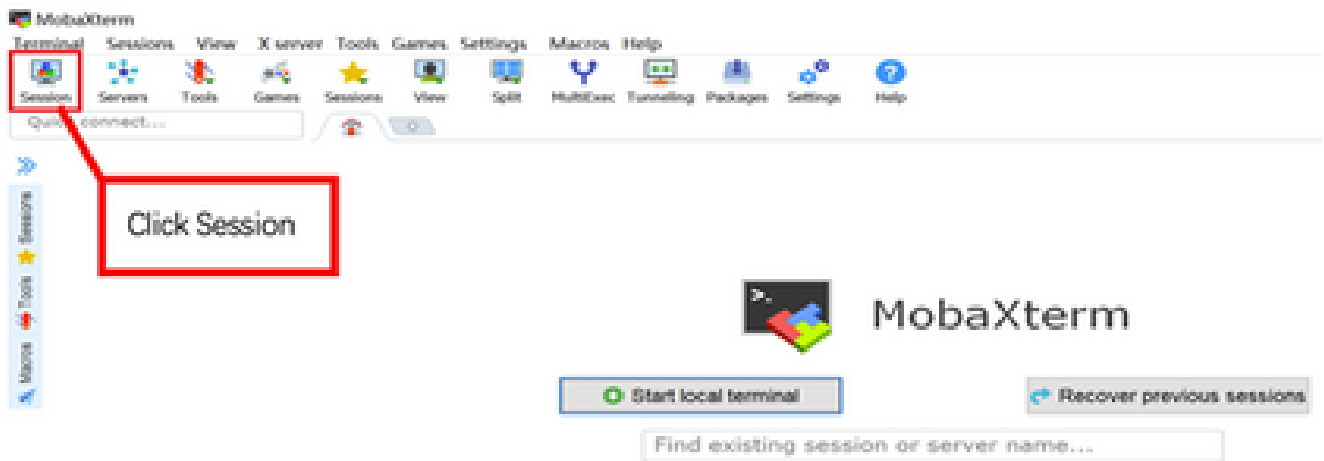 MobaXterm
Terminal Sessions View X server Tools Games Settings Macros Help
Session Servers Tools Games Sessions View Split MultiExec Tunneling Packages Settings Help
Quick connect...
Sessions
Tools
Macros
Click Session
>.
MobaXterm
Start local terminal
Recover previous sessions
Find existing session or server name...